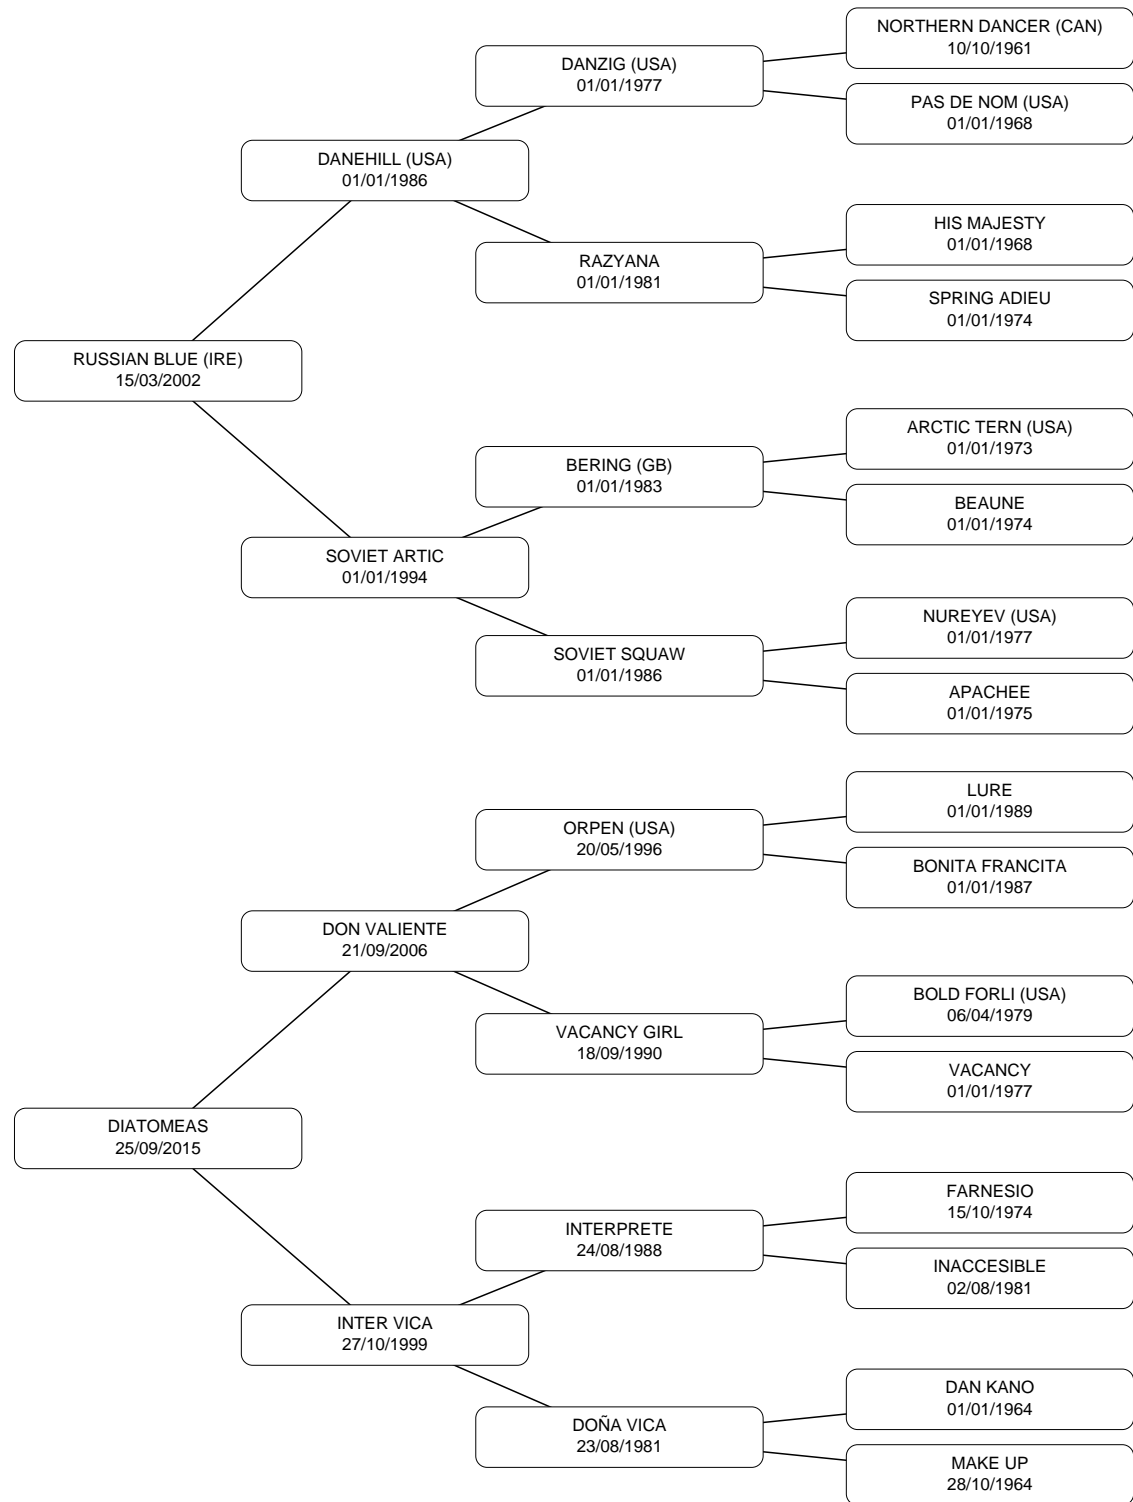 NORTHERN DANCER (CAN)
10/10/1961
DANZIG (USA)
01/01/1977
PAS DE NOM (USA)
01/01/1968
DANEHILL (USA)
01/01/1986
HIS MAJESTY
01/01/1968
RAZYANA
01/01/1981
SPRING ADIEU
01/01/1974
RUSSIAN BLUE (IRE)
15/03/2002
ARCTIC TERN (USA)
01/01/1973
BERING (GB)
01/01/1983
BEAUNE
01/01/1974
SOVIET ARTIC
01/01/1994
NUREYEV (USA)
01/01/1977
SOVIET SQUAW
01/01/1986
APACHEE
01/01/1975
LURE
01/01/1989
ORPEN (USA)
20/05/1996
BONITA FRANCITA
01/01/1987
DON VALIENTE
21/09/2006
BOLD FORLI (USA)
06/04/1979
VACANCY GIRL
18/09/1990
VACANCY
01/01/1977
DIATOMEAS
25/09/2015
FARNESIO
15/10/1974
INTERPRETE
24/08/1988
INACCESIBLE
02/08/1981
INTER VICA
27/10/1999
DAN KANO
01/01/1964
DOÑA VICA
23/08/1981
MAKE UP
28/10/1964